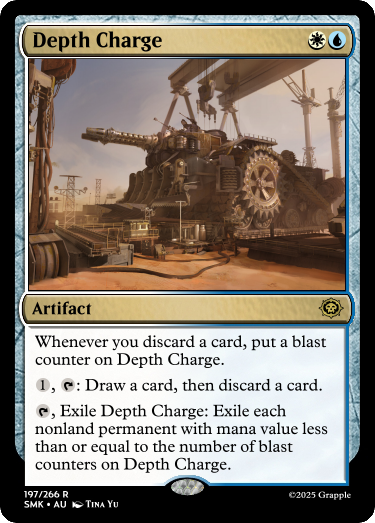 Depth Charge
Artifact
Whenever you discard a card, put a blast
counter on Depth Charge.
1, : Draw a card, then discard a card.
, Exile Depth Charge: Exile each
nonland permanent with mana value less
than or equal to the number of blast
counters on Depth Charge.
197/266 R
SMK • AU Tina Yu
©2025 Grapple